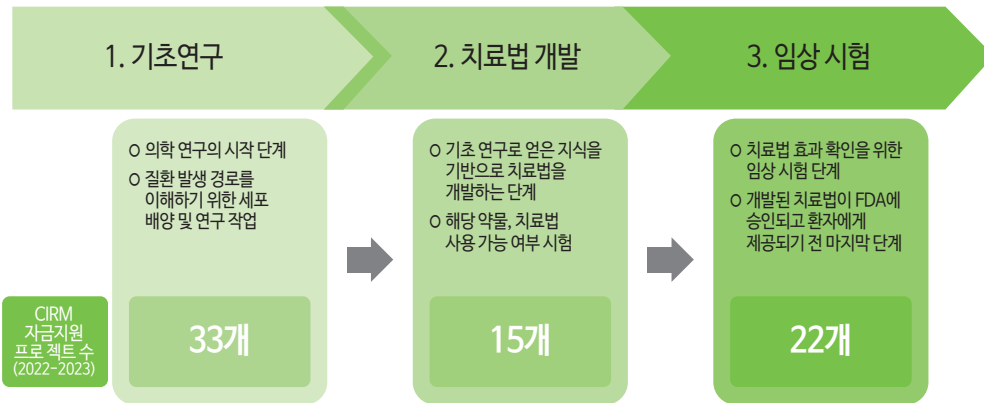 1. 기초연구
2. 치료법 개발
3. 임상 시험
o 의학 연구의 시작 단계
o 질환 발생 경로를
이해하기 위한 세포
배양 및 연구 작업
o 기초 연구로 얻은 지식을
기반으로 치료법을
개발하는 단계
o 해당 약물, 치료법
사용 가능 여부 시험
o 치료법 효과 확인을 위한
임상 시험 단계
o 개발된 치료법이 FDA에
승인되고 환자에게
제공되기 전 마지막 단계
CIRM
자금지원
프로젝트 수
(2022-2023)
33개
15개
22개